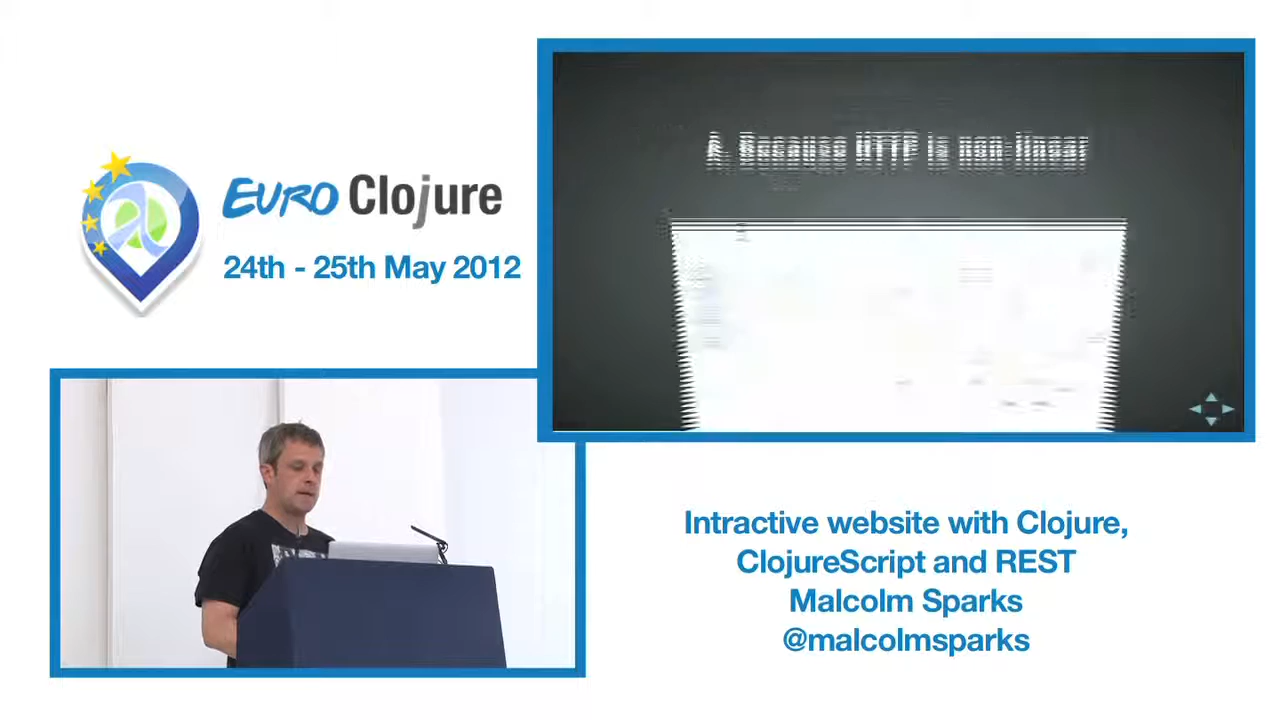 EURO Clojure
24th - 25th May 2012
A. Because HTTP is non-linear
Intractive website with Clojure,
ClojureScript and REST
Malcolm Sparks
@malcolmsparks